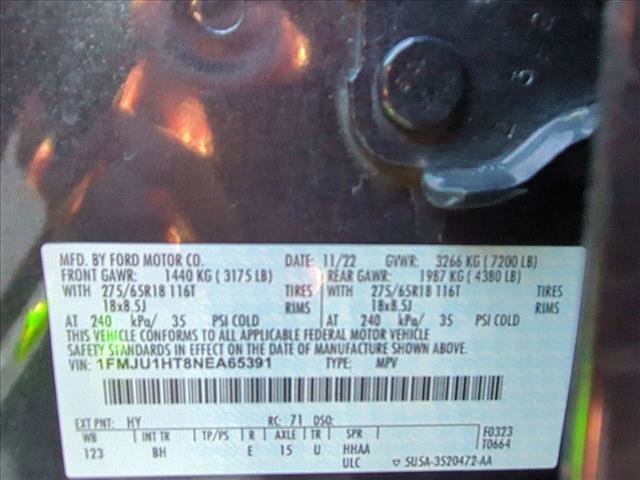 MFD. BY FORD MOTOR CO. DATE: 11/22 GVWR: 3266 KG ( 7200 LB)
FRONT GAWR: 1440 KG ( 3175 LB) REAR GAWR: 1987 KG ( 4380 LB)
WITH 275/65R18 116T TIRES WITH 275/65R18 116T TIRES
18x8.5J RIMS 18x8.5J RIMS
AT 240 kPa/ 35 PSI COLD AT 240 kPa/ 35 PSI COLD
THIS VEHICLE CONFORMS TO ALL APPLICABLE FEDERAL MOTOR VEHICLE
SAFETY STANDARDS IN EFFECT ON THE DATE OF MANUFACTURE SHOWN ABOVE.
VIN: 1FMJU1HT8NEA65391 TYPE: MPV
EXT PNT: HY RC: 71 DSO: F0323
WB INT TR TP/PS R AXLE TR SPR T0664
123 BH E 15 U HHAA
ULC ▽ 5U5A-3520472-AA